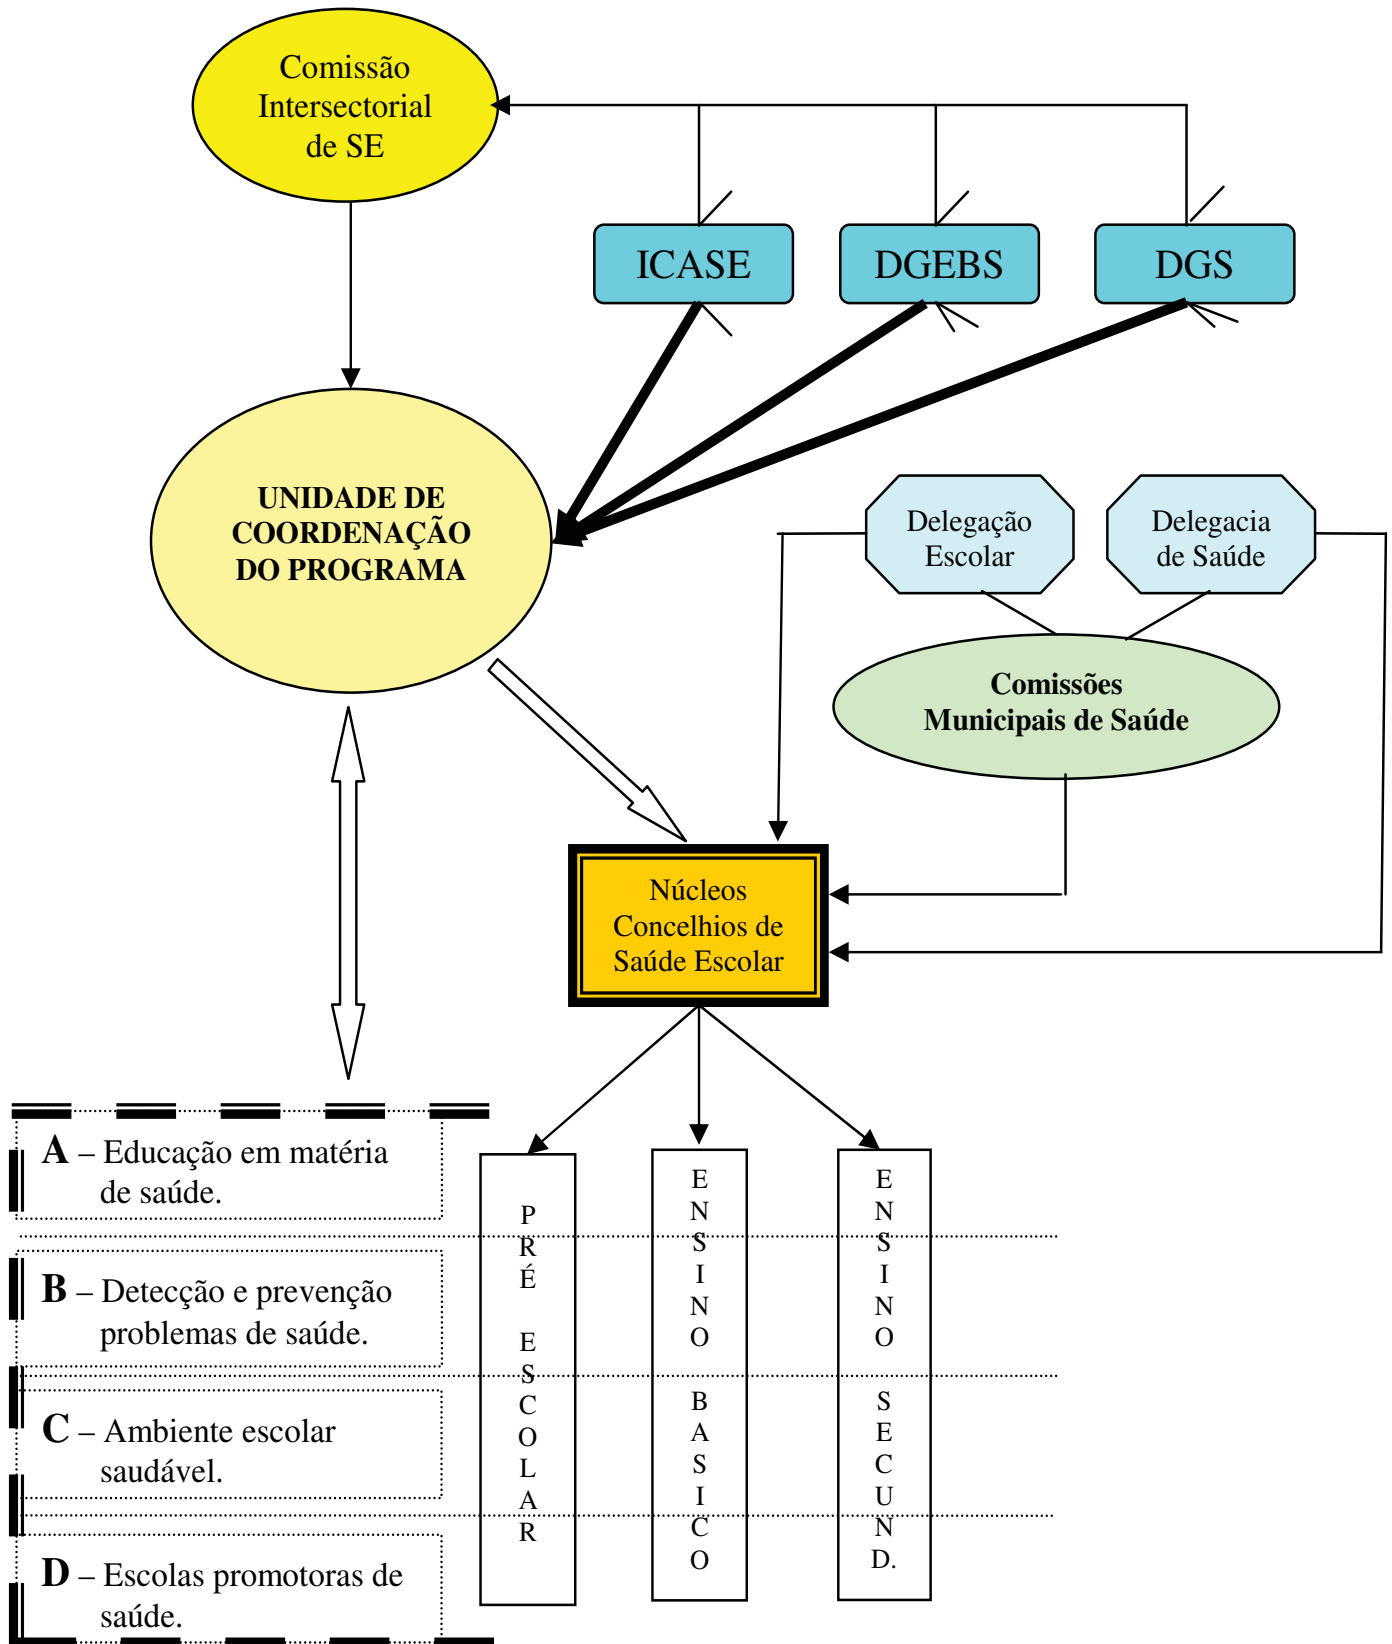 Comissão
Intersectorial
de SE
ICASE
DGEBS
DGS
UNIDADE DE
COORDENAÇÃO
DO PROGRAMA
Delegação
Escolar
Delegacia
de Saúde
Comissões
Municipais de Saúde
Núcleos
Concelhios de
Saúde Escolar
A – Educação em matéria
de saúde.
B – Detecção e prevenção
problemas de saúde.
C – Ambiente escolar
saudável.
D – Escolas promotoras de
saúde.
PRÉ ESCOLAR
ENSINO BASICO
ENSINO SECUND.